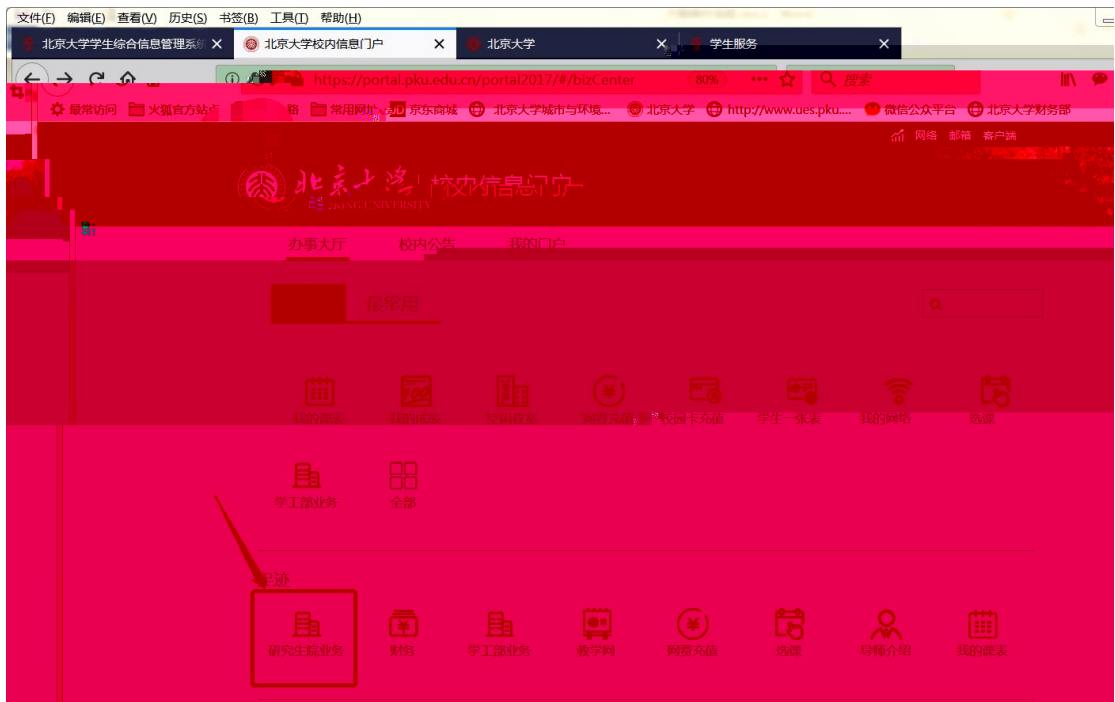 文件(F) 编辑(E) 查看(V) 历史(S) 书签(B) 工具(T) 帮助(H)
北京大学学生综合信息管理系统 北京大学校内信息门户 北京大学 学生服务
https://portal.pku.edu.cn/portal2017/#/bizCenter 80% 搜索
最常访问 火狐官方站点 常用网址 京东商城 北京大学城市与环境... 北京大学 http://www.ues.pku.... 微信公众平台 北京大学财务部
网络 邮箱 客户端
北京大学 校内信息门户
PEKING UNIVERSITY
办事大厅 校内公告 我的门户
最常用
我的课表 我的成绩 网费充值 校园卡充值 学生一张表 我的网络 选课
学工部业务 全部
足迹
研究生院业务 财务 学工部业务 教学网 网费充值 选课 导师介绍 我的课表